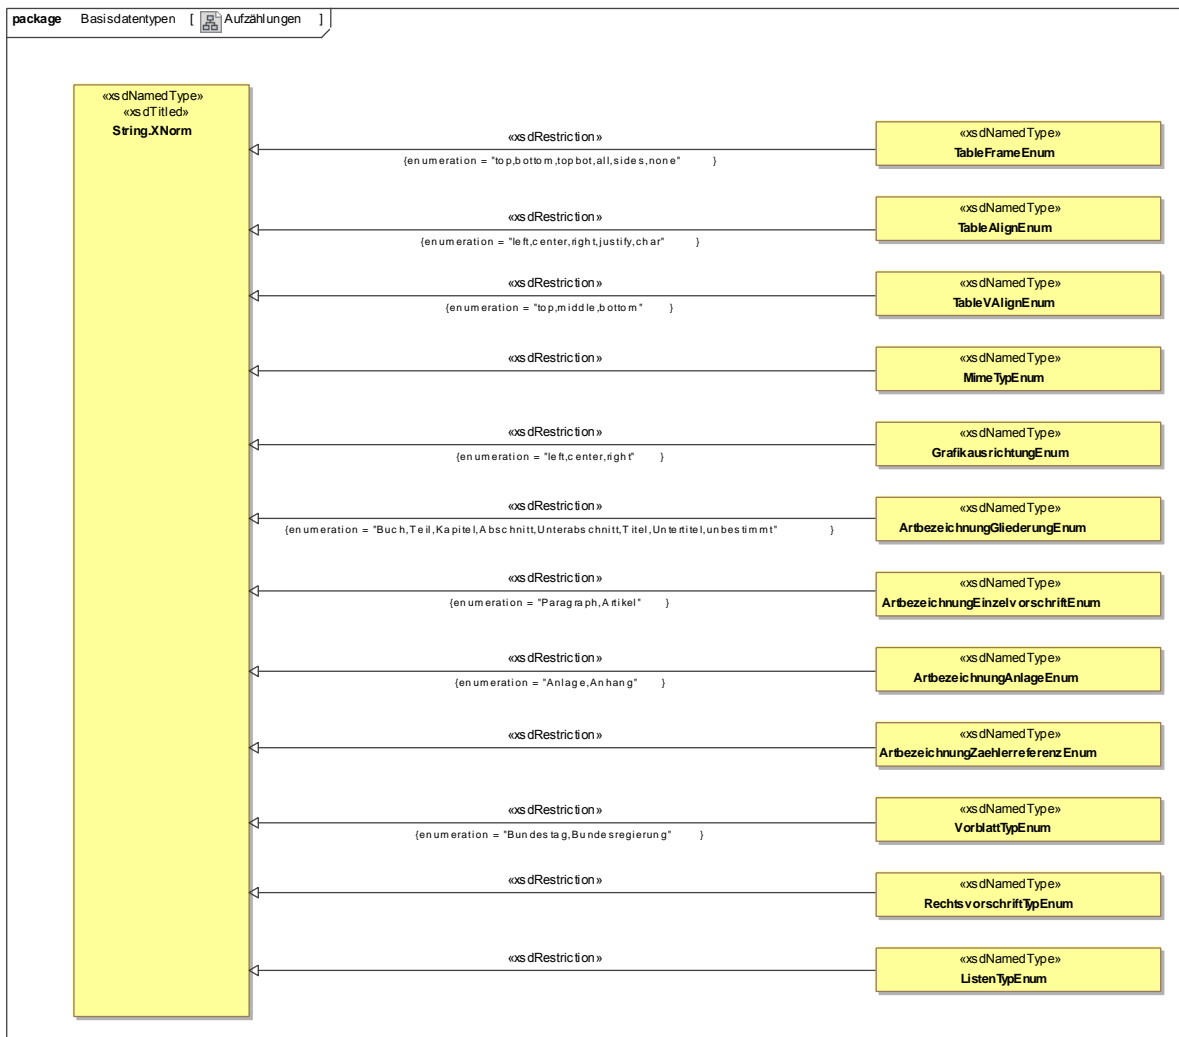 package Basisdatentypen [ Aufzählungen ]
«xsdNamedType»
«xsdTitled»
String.XNorm
«xsdRestriction»
{enumeration = "top,bottom,topbot,all,sides,none" }
«xsdNamedType»
TableFrameEnum
«xsdRestriction»
{enumeration = "left,center,right,justify,char" }
«xsdNamedType»
TableAlignEnum
«xsdRestriction»
{enumeration = "top,middle,bottom" }
«xsdNamedType»
TableVAlignEnum
«xsdRestriction»
«xsdNamedType»
MimeTypEnum
«xsdRestriction»
{enumeration = "left,center,right" }
«xsdNamedType»
GrafikausrichtungEnum
«xsdRestriction»
{enumeration = "Buch,Teil,Kapitel,Abschnitt,Unterabschnitt,Titel,Untertitel,unbestimmt" }
«xsdNamedType»
ArtbezeichnungGliederungEnum
«xsdRestriction»
{enumeration = "Paragraph,Artikel" }
«xsdNamedType»
ArtbezeichnungEinzelvorschriftEnum
«xsdRestriction»
{enumeration = "Anlage,Anhang" }
«xsdNamedType»
ArtbezeichnungAnlageEnum
«xsdRestriction»
«xsdNamedType»
ArtbezeichnungZaehlerreferenzEnum
«xsdRestriction»
{enumeration = "Bundestag,Bundesregierung" }
«xsdNamedType»
VorblattTypEnum
«xsdRestriction»
«xsdNamedType»
RechtsvorschriftTypEnum
«xsdRestriction»
«xsdNamedType»
ListenTypEnum